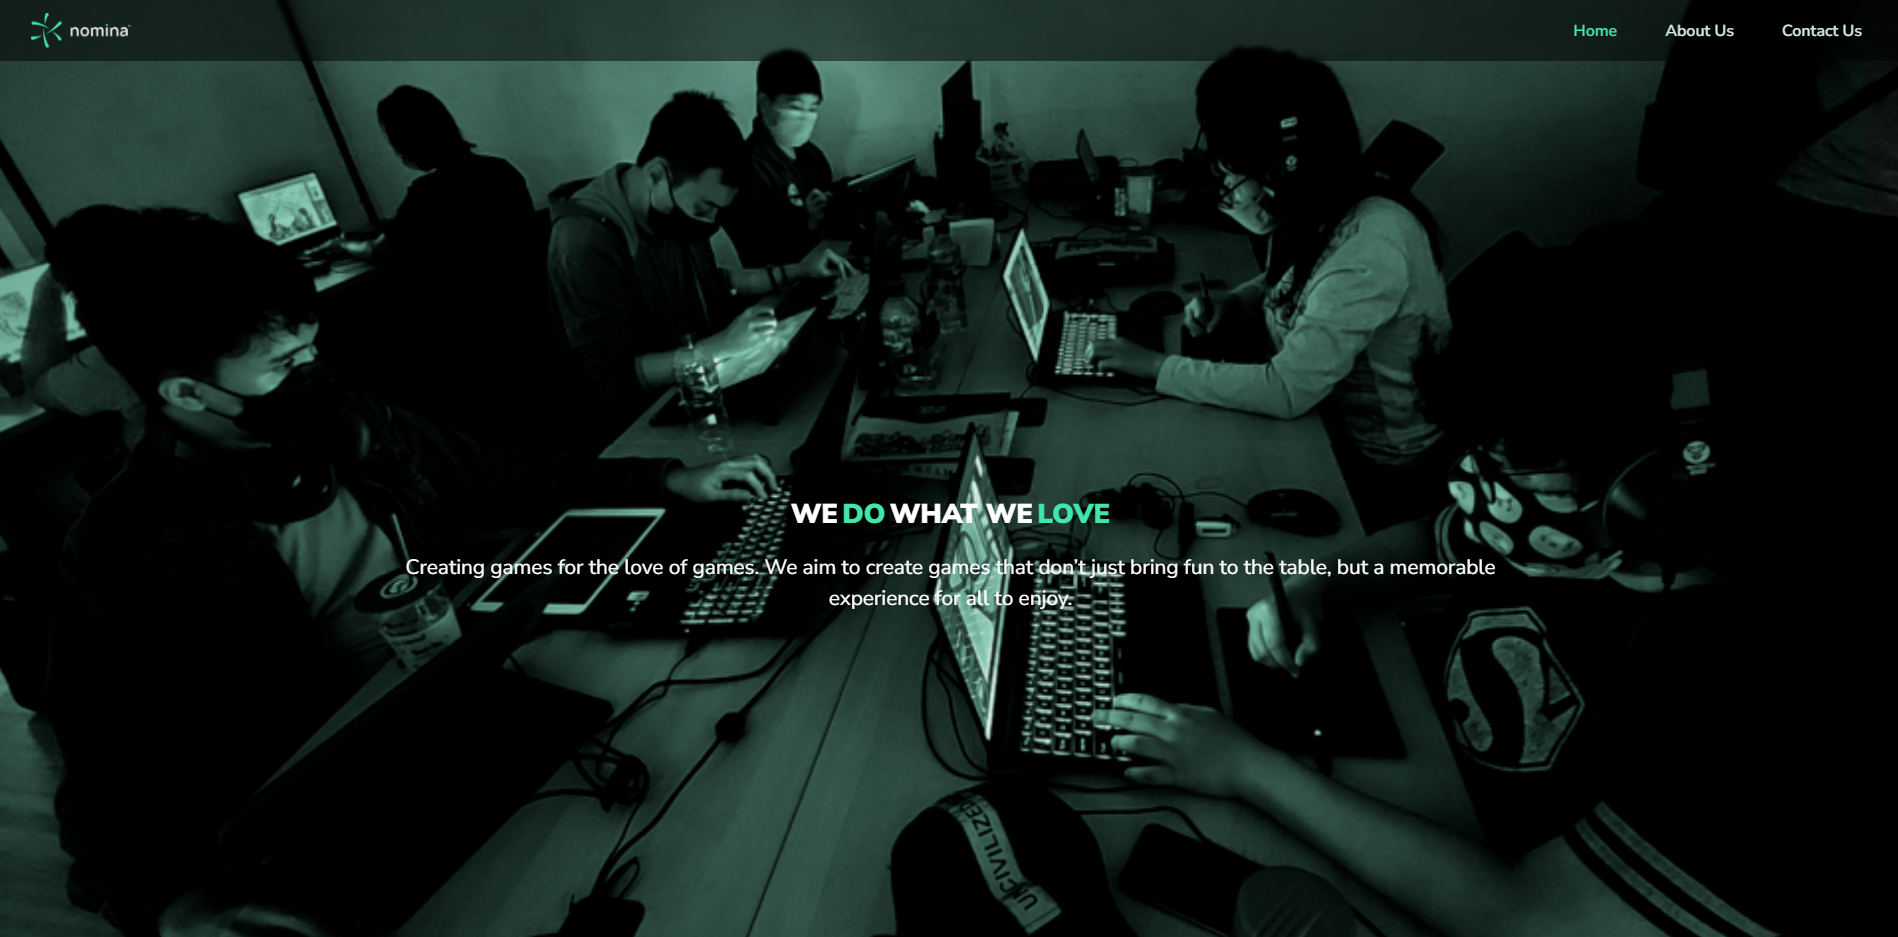 nomina
Home
About Us
Contact Us
WE DO WHAT WE LOVE
Creating games for the love of games. We aim to create games that don’t just bring fun to the table, but a memorable
experience for all to enjoy.
UNCIVILIZED